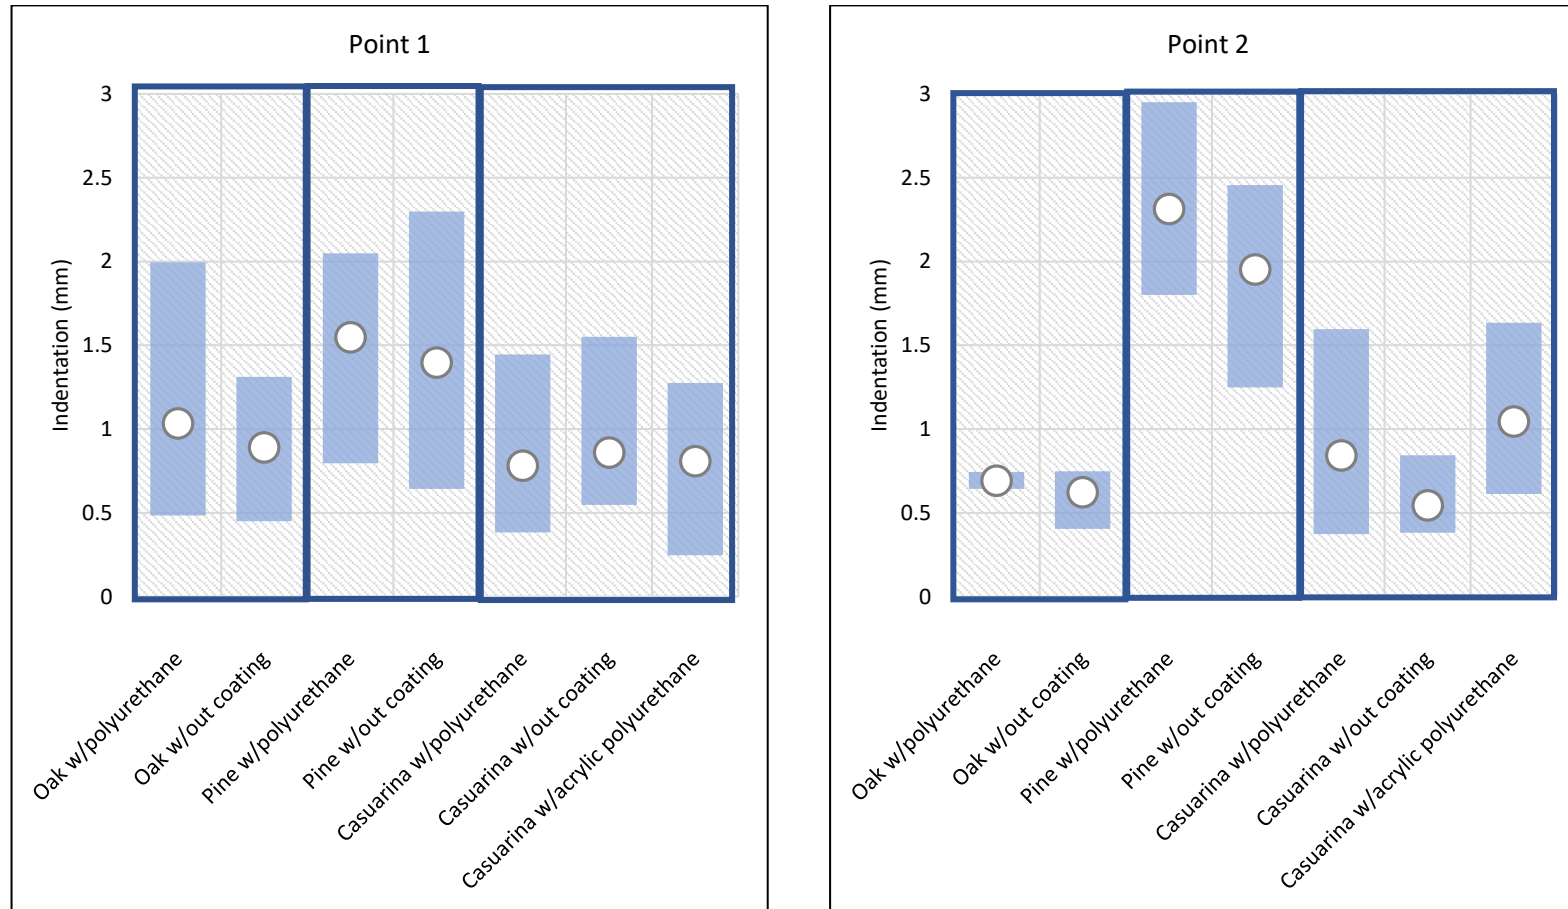 Point 1
3
2.5
2
1.5
1
0.5
0
Indentation (mm)
Oak w/polyurethane
Oak w/out coating
Pine w/polyurethane
Pine w/out coating
Casuarina w/polyurethane
Casuarina w/out coating
Casuarina w/acrylic polyurethane
Point 2
3
2.5
2
1.5
1
0.5
0
Indentation (mm)
Oak w/polyurethane
Oak w/out coating
Pine w/polyurethane
Pine w/out coating
Casuarina w/polyurethane
Casuarina w/out coating
Casuarina w/acrylic polyurethane